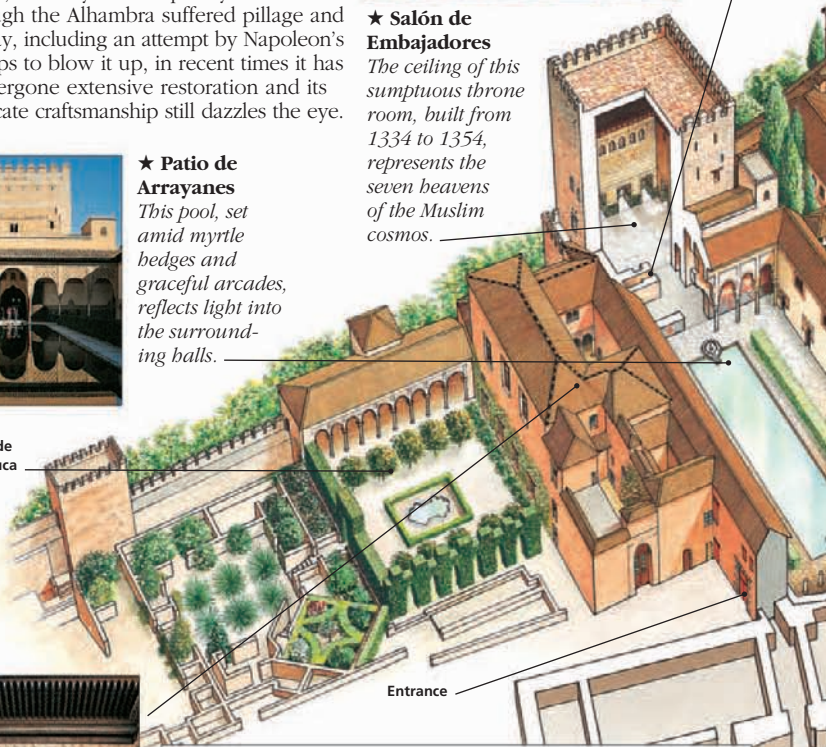 ugh the Alhambra suffered pillage and
y, including an attempt by Napoleon's
ps to blow it up, in recent times it has
ergone extensive restoration and its
cate craftsmanship still dazzles the eye.
★ Salón de
Embajadores
The ceiling of this
sumptuous throne
room, built from
1334 to 1354,
represents the
seven heavens
of the Muslim
cosmos.
★ Patio de
Arrayanes
This pool, set
amid myrtle
hedges and
graceful arcades,
reflects light into
the surround-
ing halls.
de
uca
Entrance